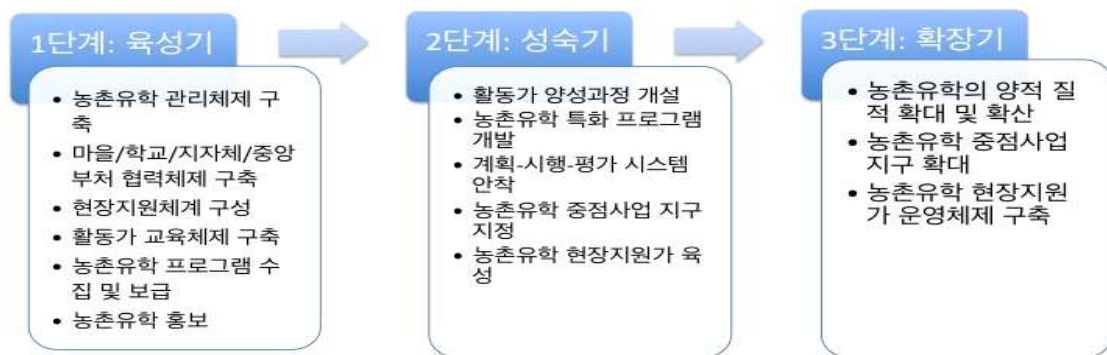 1단계: 육성기
• 농촌유학 관리체제 구
축
• 마을/학교/지자체/중앙
부처 협력체제 구축
• 현장지원체계 구성
• 활동가 교육체제 구축
• 농촌유학 프로그램 수
집 및 보급
• 농촌유학 홍보
2단계: 성숙기
• 활동가 양성과정 개설
• 농촌유학 특화 프로그램
개발
• 계획-시행-평가 시스템
안착
• 농촌유학 중점사업 지구
지정
• 농촌유학 현장지원가 육
성
3단계: 확장기
• 농촌유학의 양적 질
적 확대 및 확산
• 농촌유학 중점사업
지구 확대
• 농촌유학 현장지원
가 운영체제 구축